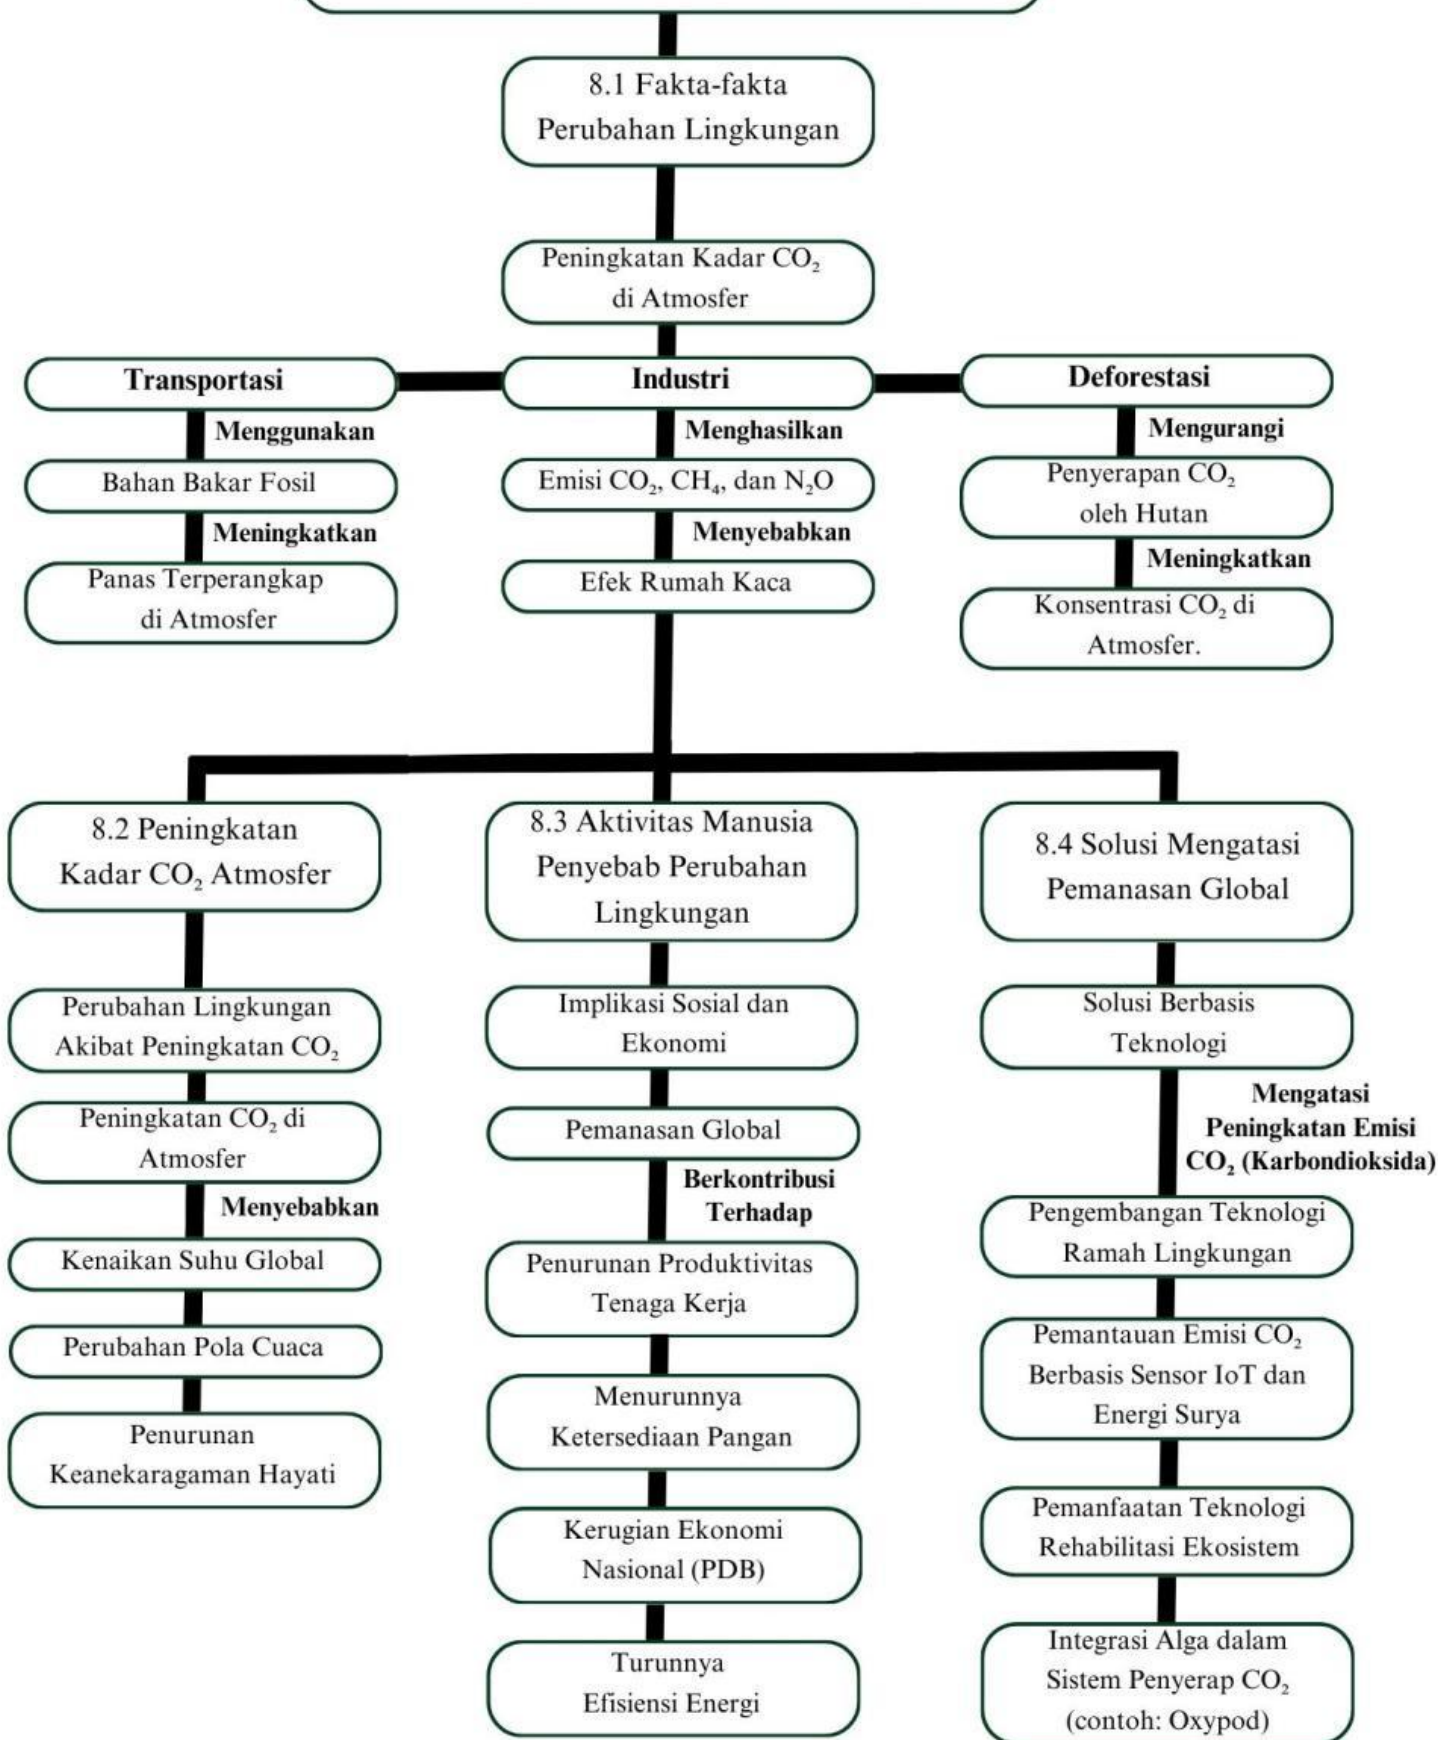 8.1 Fakta-fakta
Perubahan Lingkungan
Peningkatan Kadar CO₂
di Atmosfer
Transportasi
Industri
Deforestasi
Menggunakan
Menghasilkan
Mengurangi
Bahan Bakar Fosil
Emisi CO₂, CH₄, dan N₂O
Penyerapan CO₂
oleh Hutan
Meningkatkan
Menyebabkan
Meningkatkan
Panas Terperangkap
di Atmosfer
Efek Rumah Kaca
Konsentrasi CO₂ di
Atmosfer.
8.2 Peningkatan
Kadar CO₂ Atmosfer
Perubahan Lingkungan
Akibat Peningkatan CO₂
Peningkatan CO₂ di
Atmosfer
Menyebabkan
Kenaikan Suhu Global
Perubahan Pola Cuaca
Penurunan
Keanekaragaman Hayati
8.3 Aktivitas Manusia
Penyebab Perubahan
Lingkungan
Implikasi Sosial dan
Ekonomi
Pemanasan Global
Berkontribusi
Terhadap
Penurunan Produktivitas
Tenaga Kerja
Menurunnya
Ketersediaan Pangan
Kerugian Ekonomi
Nasional (PDB)
Turunnya
Efisiensi Energi
8.4 Solusi Mengatasi
Pemanasan Global
Solusi Berbasis
Teknologi
Mengatasi
Peningkatan Emisi
CO₂ (Karbondioksida)
Pengembangan Teknologi
Ramah Lingkungan
Pemantauan Emisi CO₂
Berbasis Sensor IoT dan
Energi Surya
Pemanfaatan Teknologi
Rehabilitasi Ekosistem
Integrasi Alga dalam
Sistem Penyerap CO₂
(contoh: Oxypod)